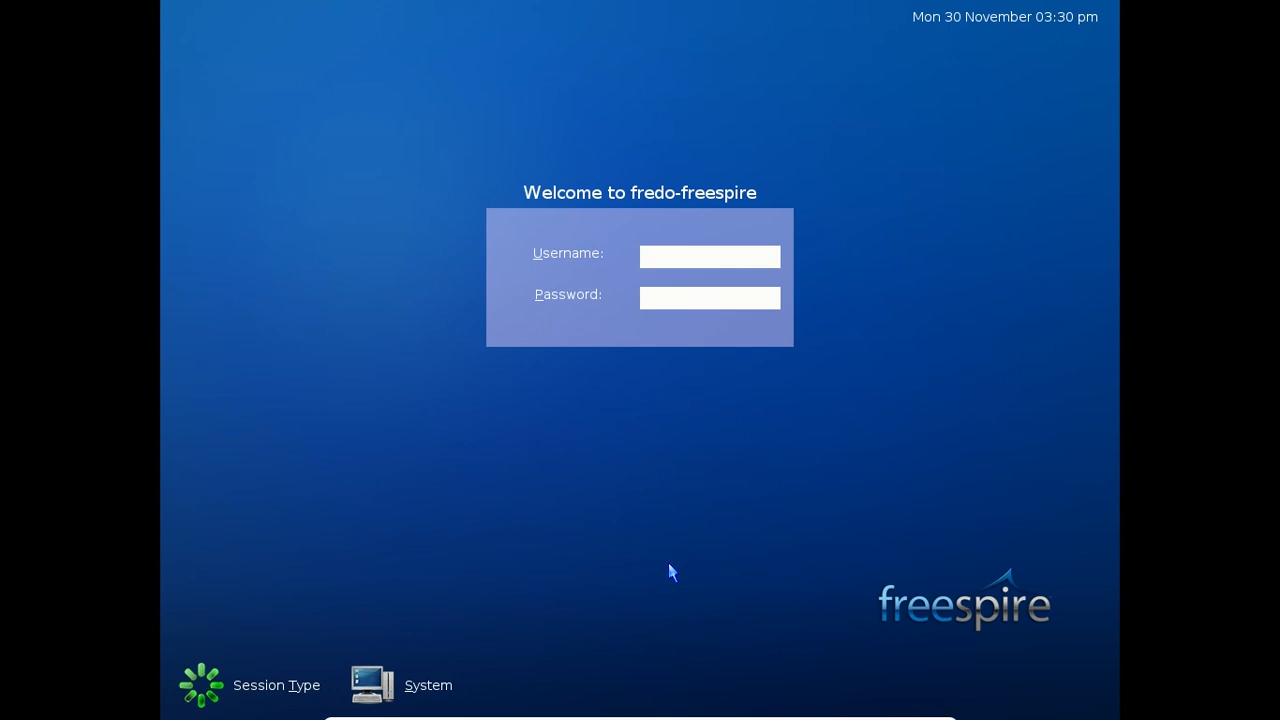 Mon 30 November 03:30 pm
Welcome to fredo-freespire
Username:
Password:
freespire
Session Type
System